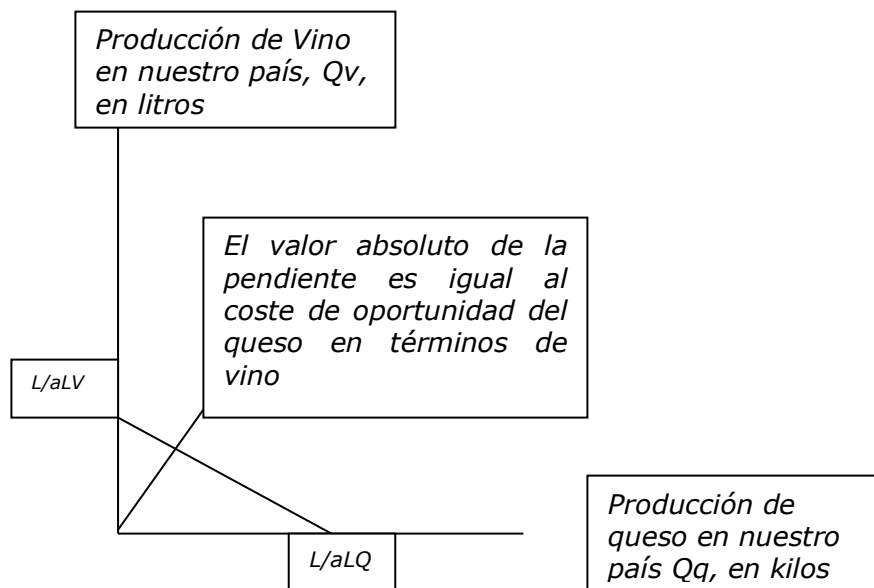 Producción de Vino
en nuestro país, Qv,
en litros
El valor absoluto de la
pendiente es igual al
coste de oportunidad del
queso en términos de
vino
L/aLV
Producción de
queso en nuestro
país Qq, en kilos
L/aLQ